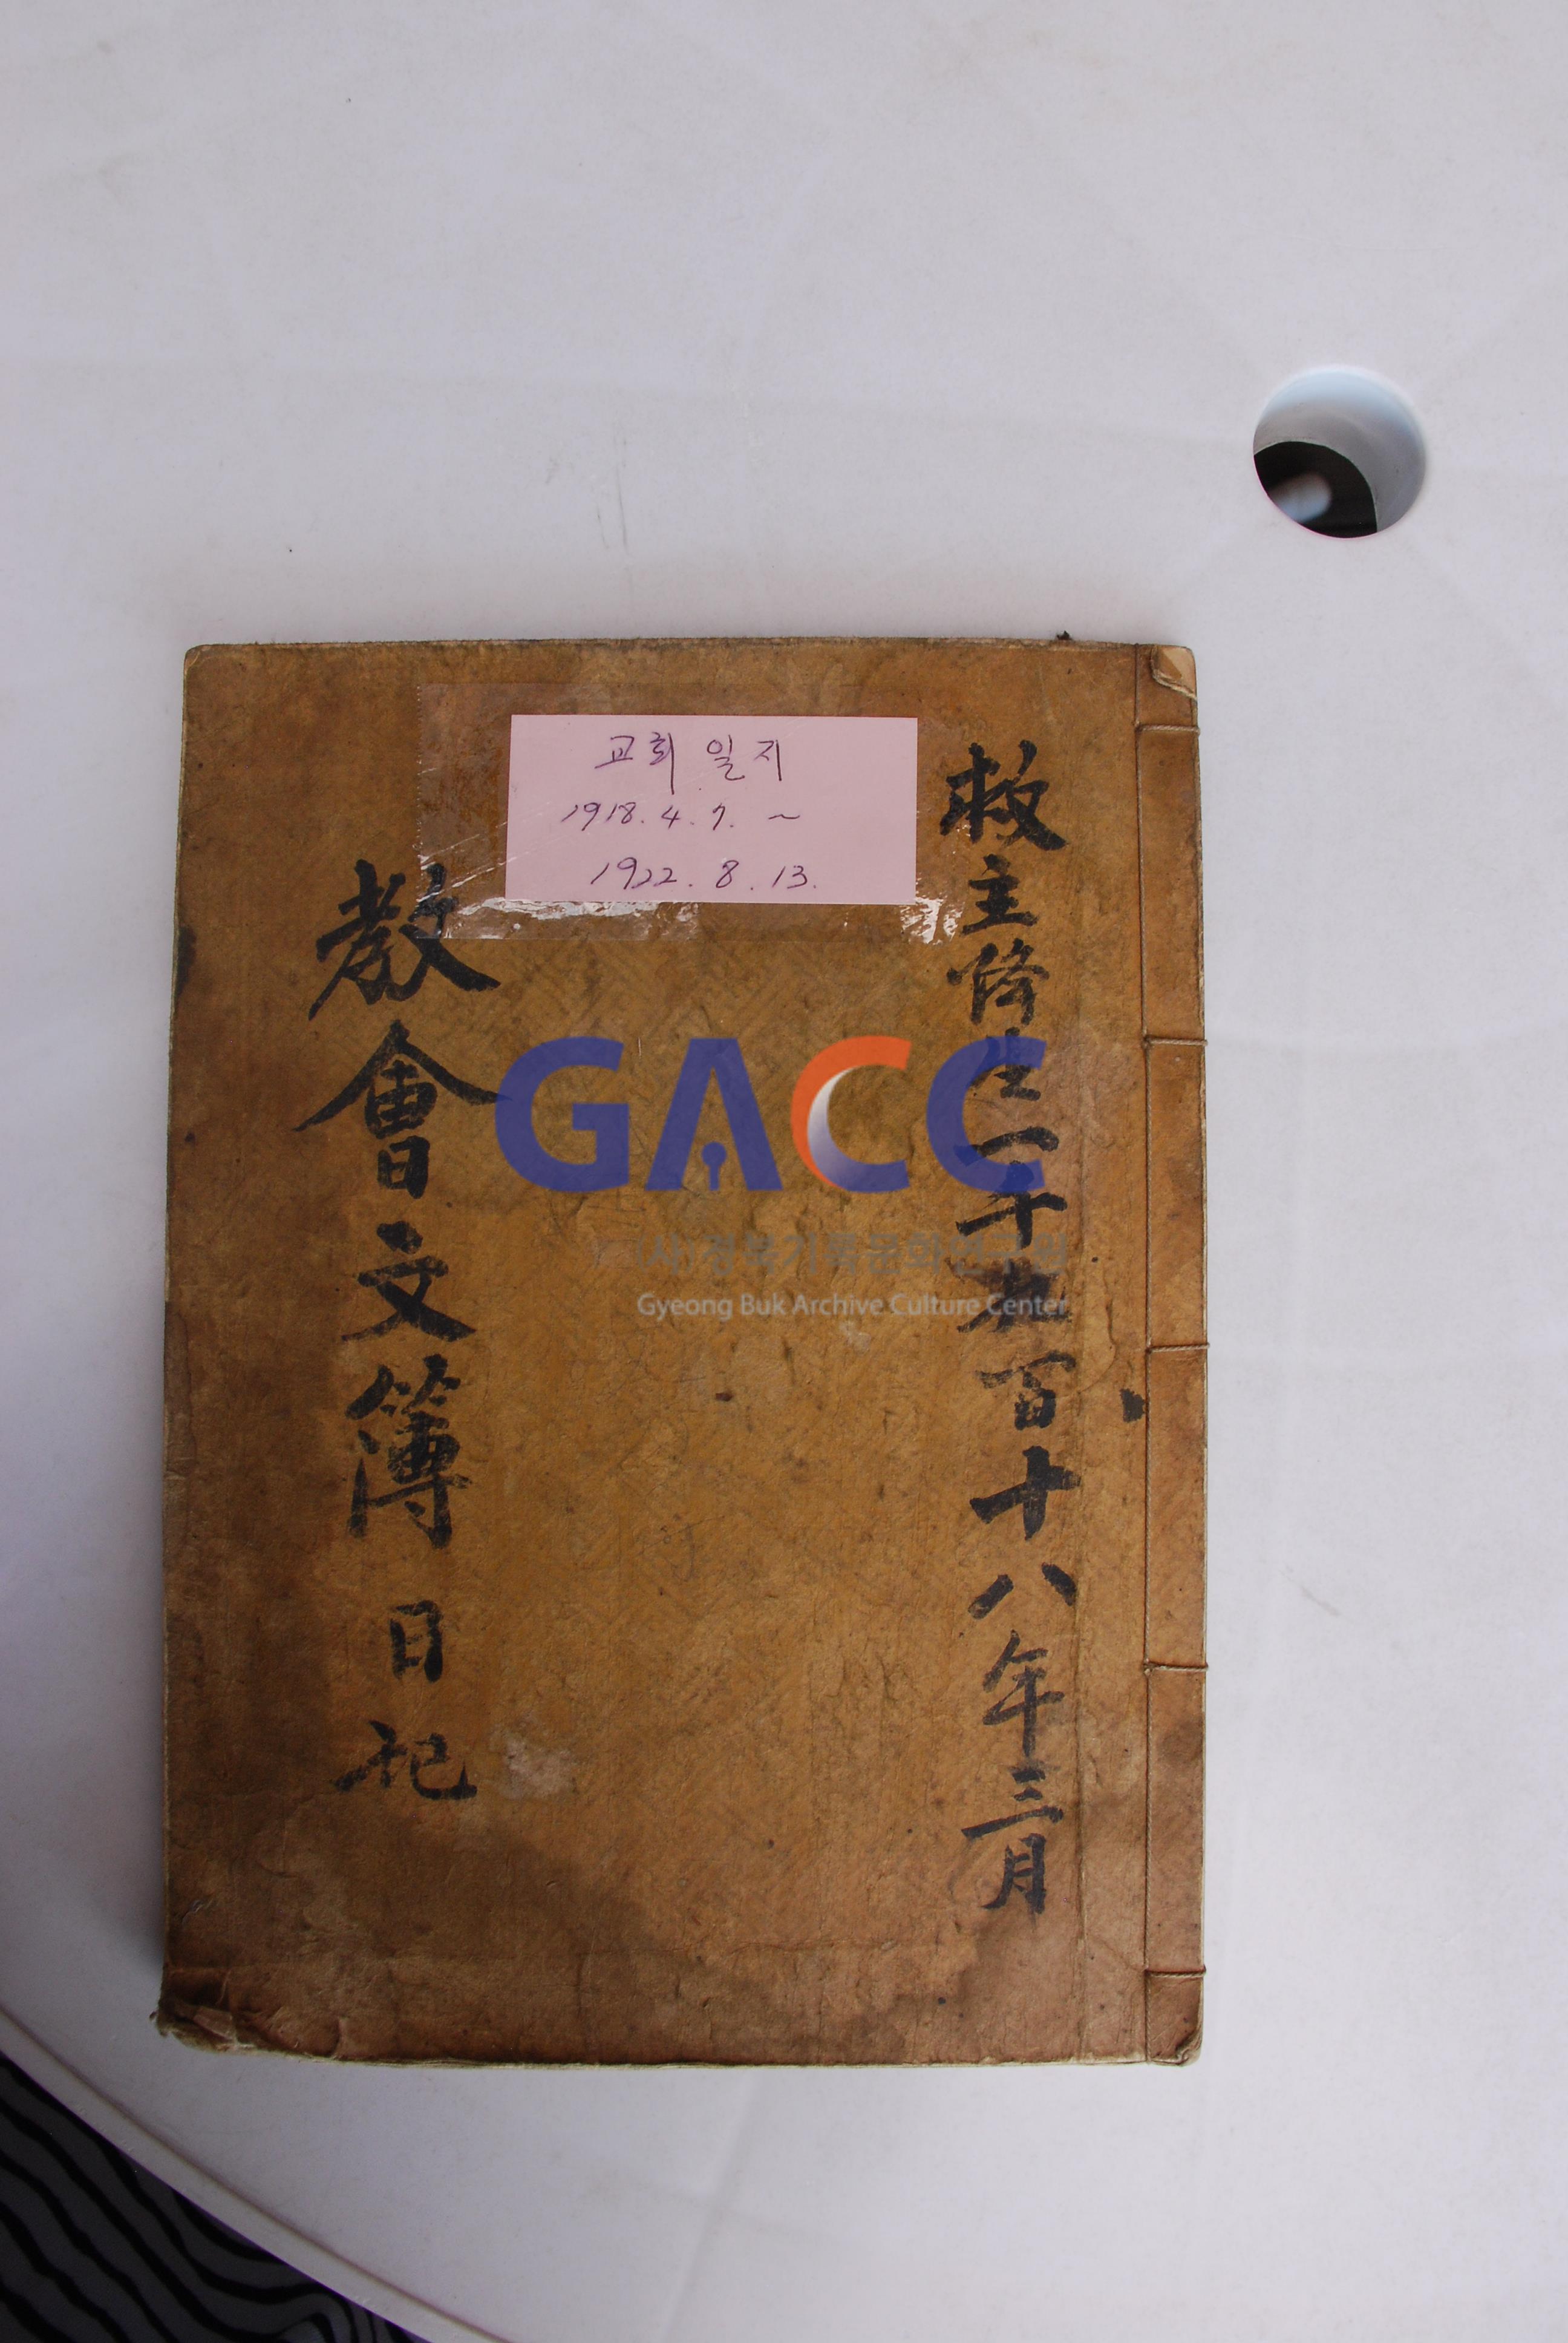 교회 일지
1918. 4. 7. ~
1922. 8. 13.
救主降生一千九百十八年三月
敎會文簿 日記
GACC
(사)경북기록문화연구원
Gyeong Buk Archive Culture Center